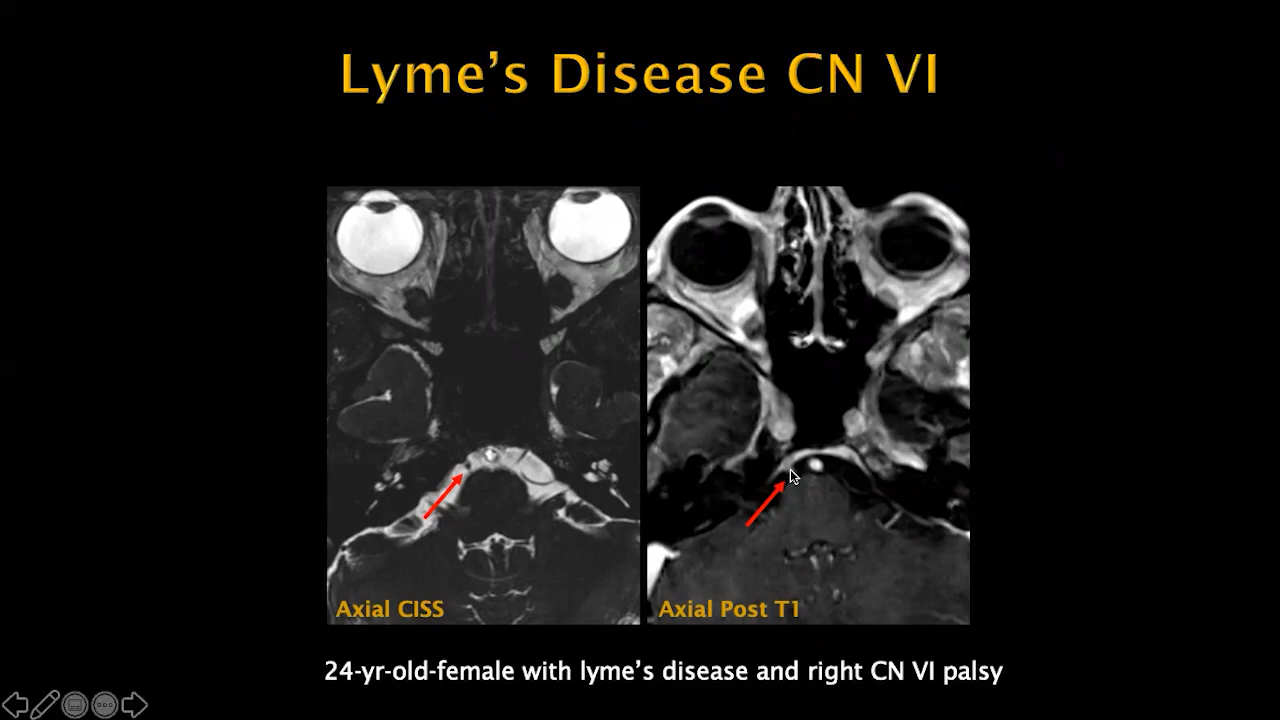 Lyme's Disease CN VI
Axial CISS
Axial Post T1
24-yr-old-female with lyme's disease and right CN VI palsy